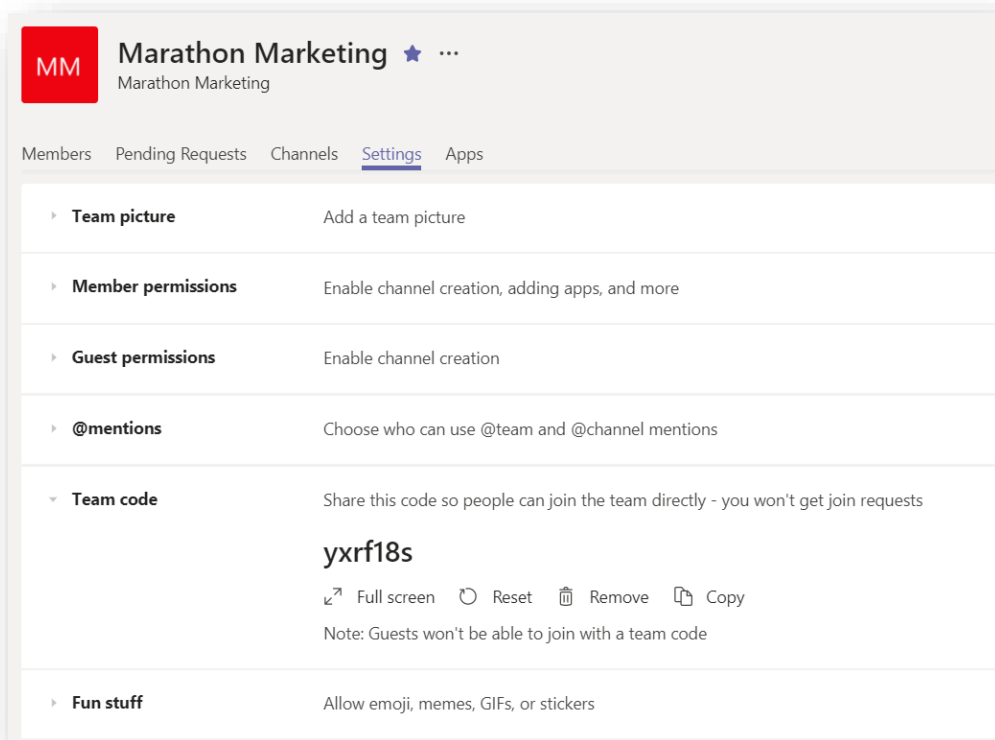 MM
Marathon Marketing ...
Marathon Marketing
Members Pending Requests Channels Settings Apps
Team picture Add a team picture
Member permissions Enable channel creation, adding apps, and more
Guest permissions Enable channel creation
@mentions Choose who can use @team and @channel mentions
Team code Share this code so people can join the team directly - you won't get join requests
yxrf18s
Full screen Reset Remove Copy
Note: Guests won't be able to join with a team code
Fun stuff Allow emoji, memes, GIFs, or stickers